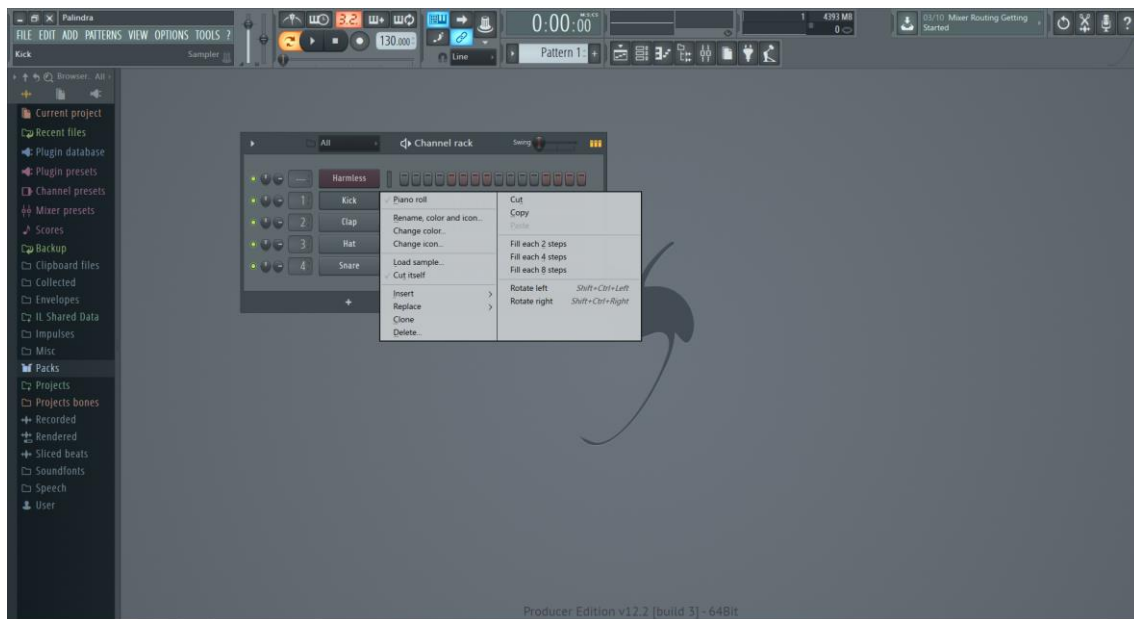 Palindra
FILE EDIT ADD PATTERNS VIEW OPTIONS TOOLS ?
Kick Sampler
3.2
130.000
Line
0:00:00
M:S:CS
Pattern 1
1 4393 MB
0
03/10 Mixer Routing Getting
Started
Browser - All
Current project
Recent files
Plugin database
Plugin presets
Channel presets
Mixer presets
Scores
Backup
Clipboard files
Collected
Envelopes
IL Shared Data
Impulses
Misc
Packs
Projects
Projects bones
Recorded
Rendered
Sliced beats
Soundfonts
Speech
User
All Channel rack Swing
--- Harmless
1 Kick
2 Clap
3 Hat
4 Snare
+
Piano roll
Rename, color and icon...
Change color...
Change icon...
Load sample...
Cut itself
Insert
Replace
Clone
Delete...
Cut
Copy
Paste
Fill each 2 steps
Fill each 4 steps
Fill each 8 steps
Rotate left Shift+Ctrl+Left
Rotate right Shift+Ctrl+Right
Producer Edition v12.2 [build 3] - 64Bit